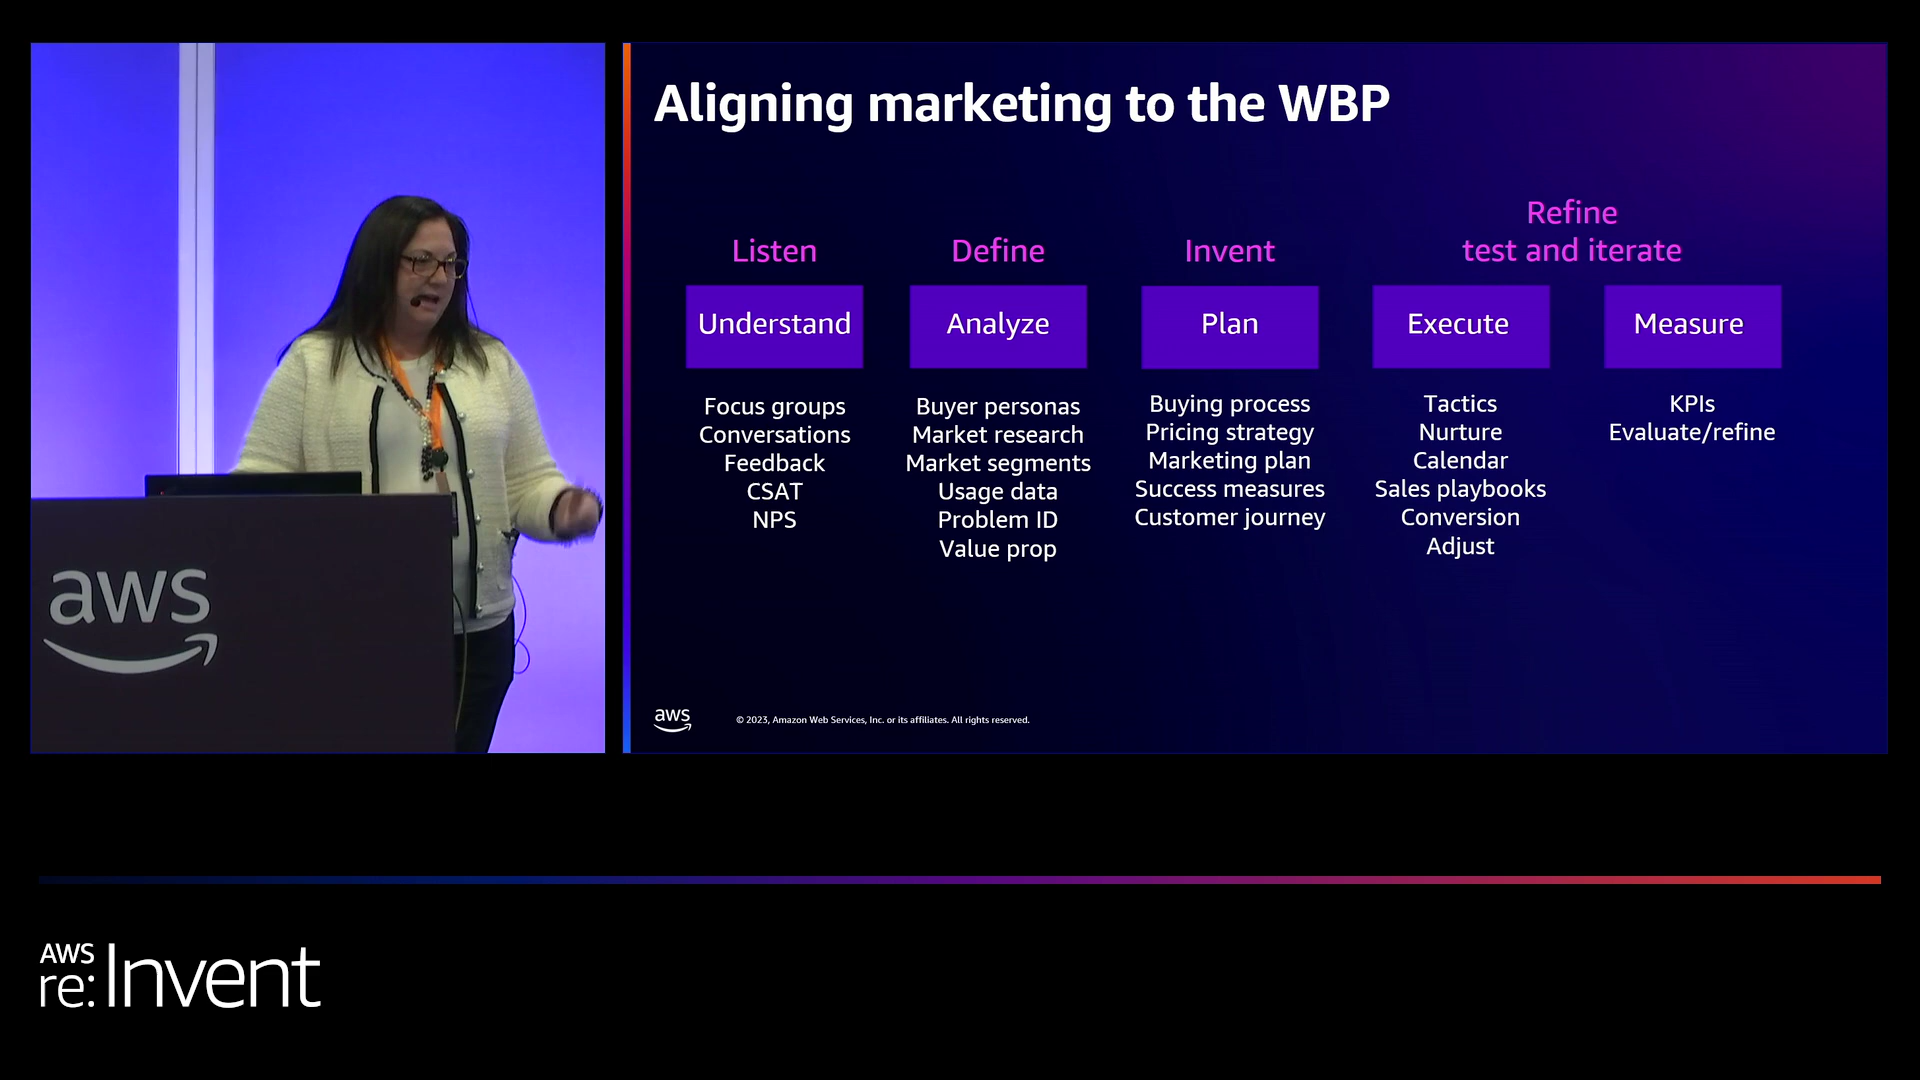 Aligning marketing to the WBP
Listen
Define
Invent
Refine
test and iterate
Understand
Analyze
Plan
Execute
Measure
Focus groups
Conversations
Feedback
CSAT
NPS
Buyer personas
Market research
Market segments
Usage data
Problem ID
Value prop
Buying process
Pricing strategy
Marketing plan
Success measures
Customer journey
Tactics
Nurture
Calendar
Sales playbooks
Conversion
Adjust
KPIs
Evaluate/refine
aws
aws
© 2023, Amazon Web Services, Inc. or its affiliates. All rights reserved.
AWS
re:Invent